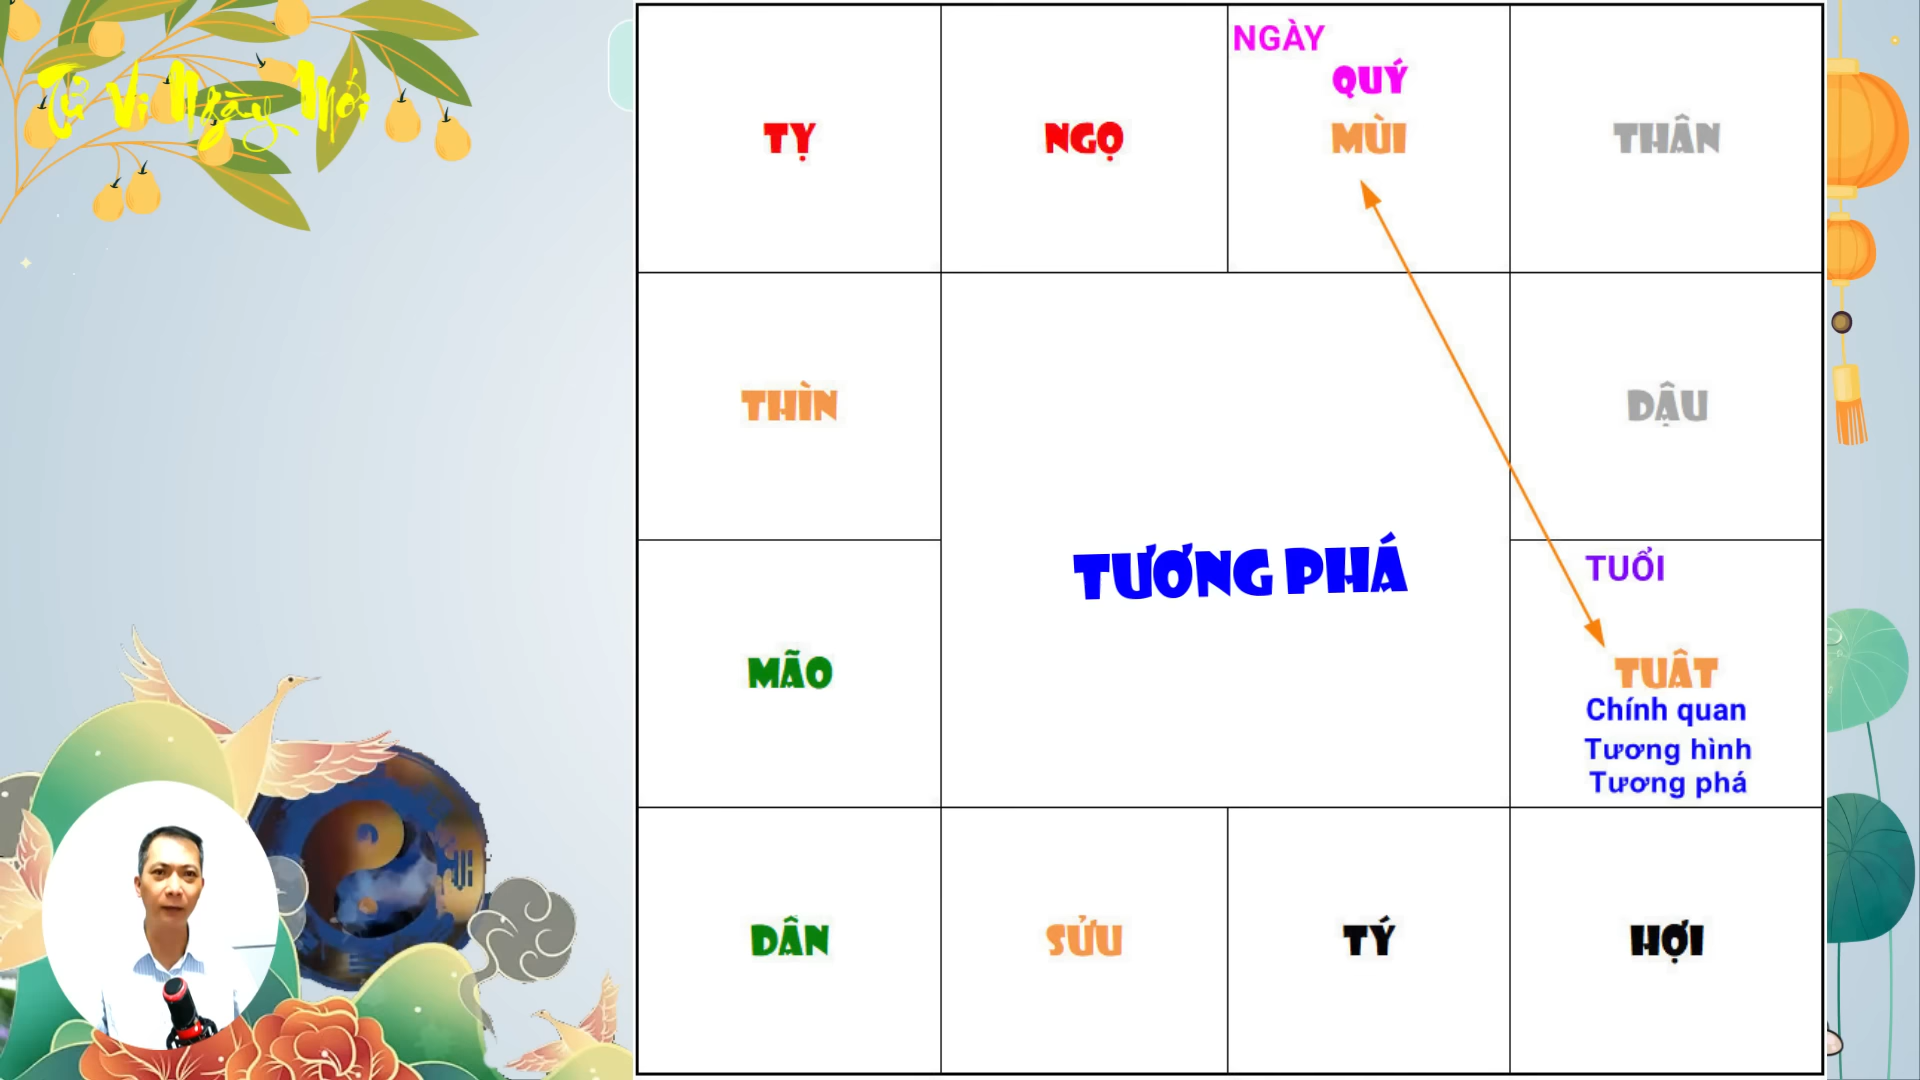 Tử Vi Ngày Mới
NGÀY
QUÝ
TỴ
NGỌ
MÙI
THÂN
THÌN
DẬU
TƯƠNG PHÁ
TUỔI
MÃO
TUẤT
Chính quan
Tương hình
Tương phá
DẦN
SỬU
TÝ
HỢI